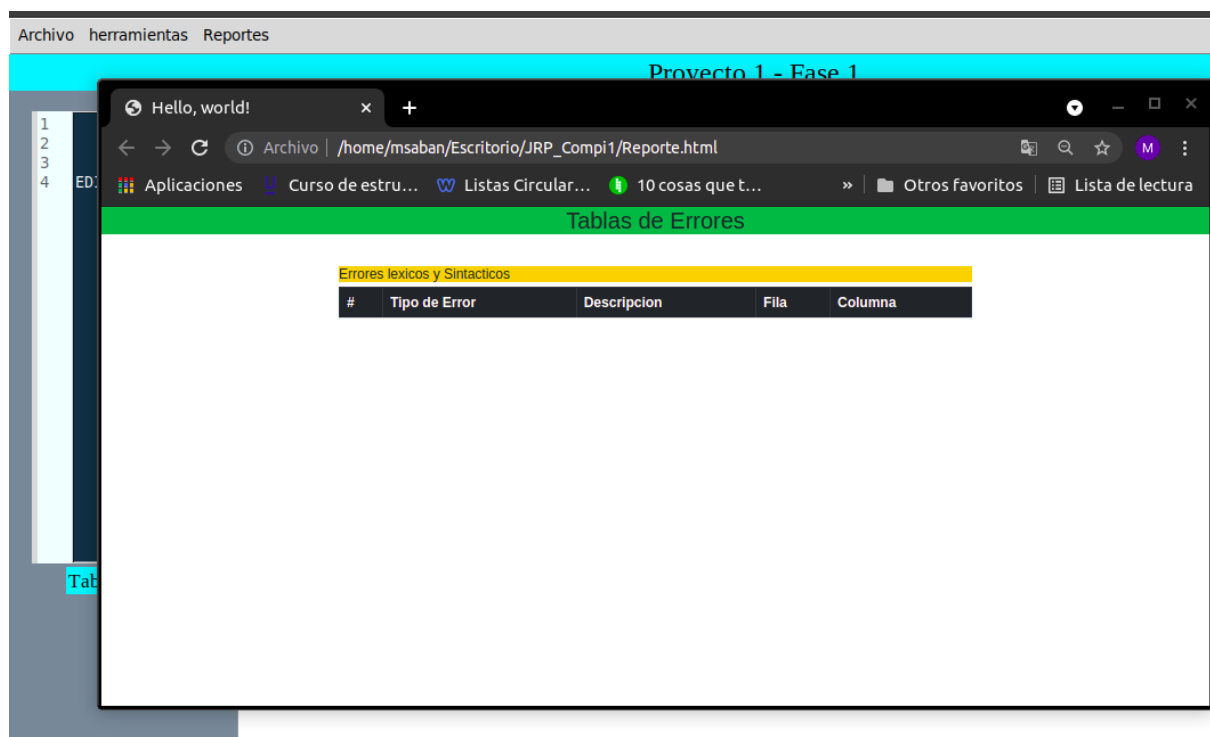 Archivo herramientas Reportes
Proyecto 1 - Fase 1
Hello, world!
Archivo | /home/msaban/Escritorio/JRP_Compi1/Reporte.html
M
Aplicaciones Curso de estru... Listas Circular... 10 cosas que t... » Otros favoritos Lista de lectura
1
2
3
4
Tablas de Errores
Errores lexicos y Sintacticos
# Tipo de Error Descripcion Fila Columna